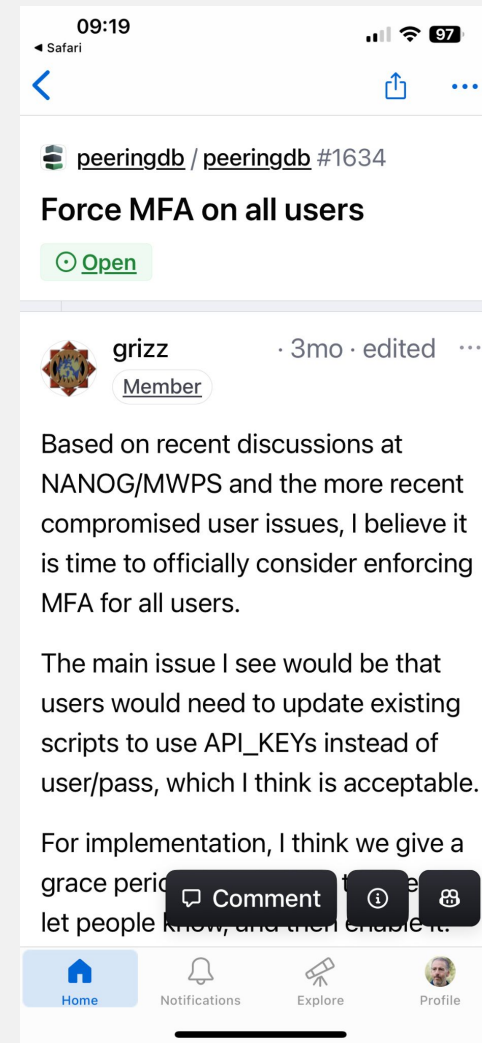 09:19
97
◀ Safari
peeringdb / peeringdb #1634
Force MFA on all users
Open
grizz · 3mo · edited
Member
Based on recent discussions at
NANOG/MWPS and the more recent
compromised user issues, I believe it
is time to officially consider enforcing
MFA for all users.
The main issue I see would be that
users would need to update existing
scripts to use API_KEYs instead of
user/pass, which I think is acceptable.
For implementation, I think we give a
grace
Comment
let people know, and then enable it.
Home
Notifications
Explore
Profile